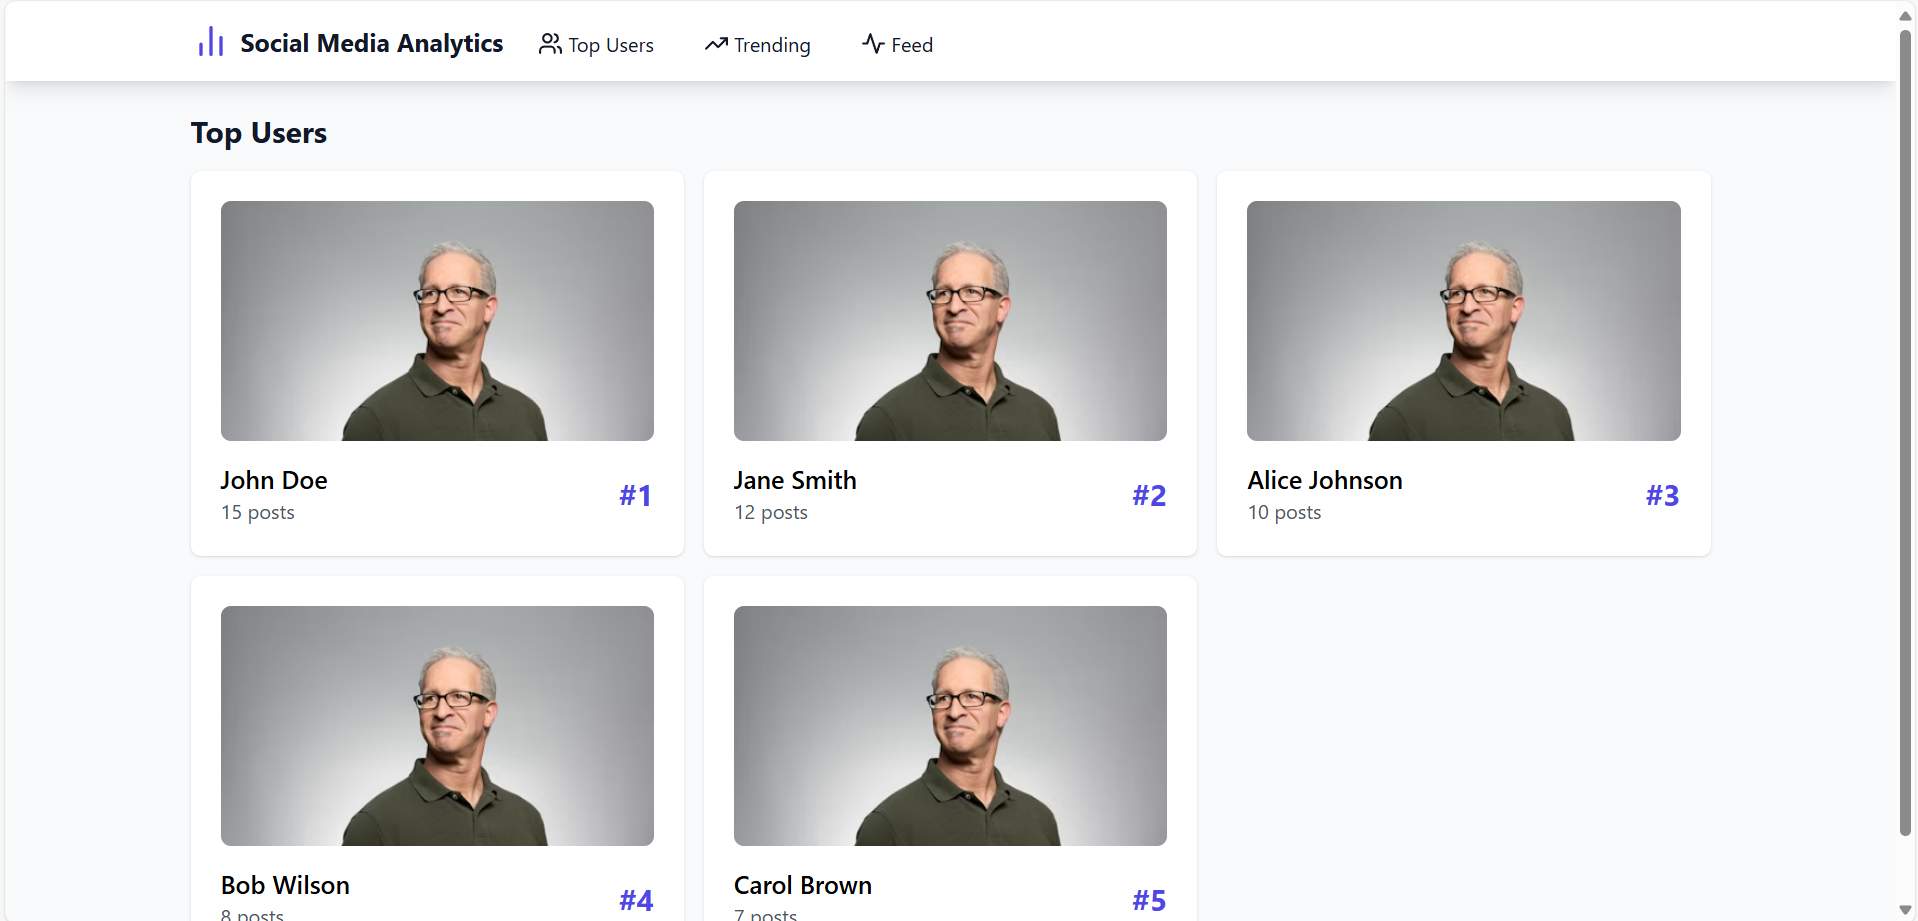 Social Media Analytics
Top Users
Trending
Feed
Top Users
John Doe
15 posts
#1
Jane Smith
12 posts
#2
Alice Johnson
10 posts
#3
Bob Wilson
8 posts
#4
Carol Brown
7 posts
#5